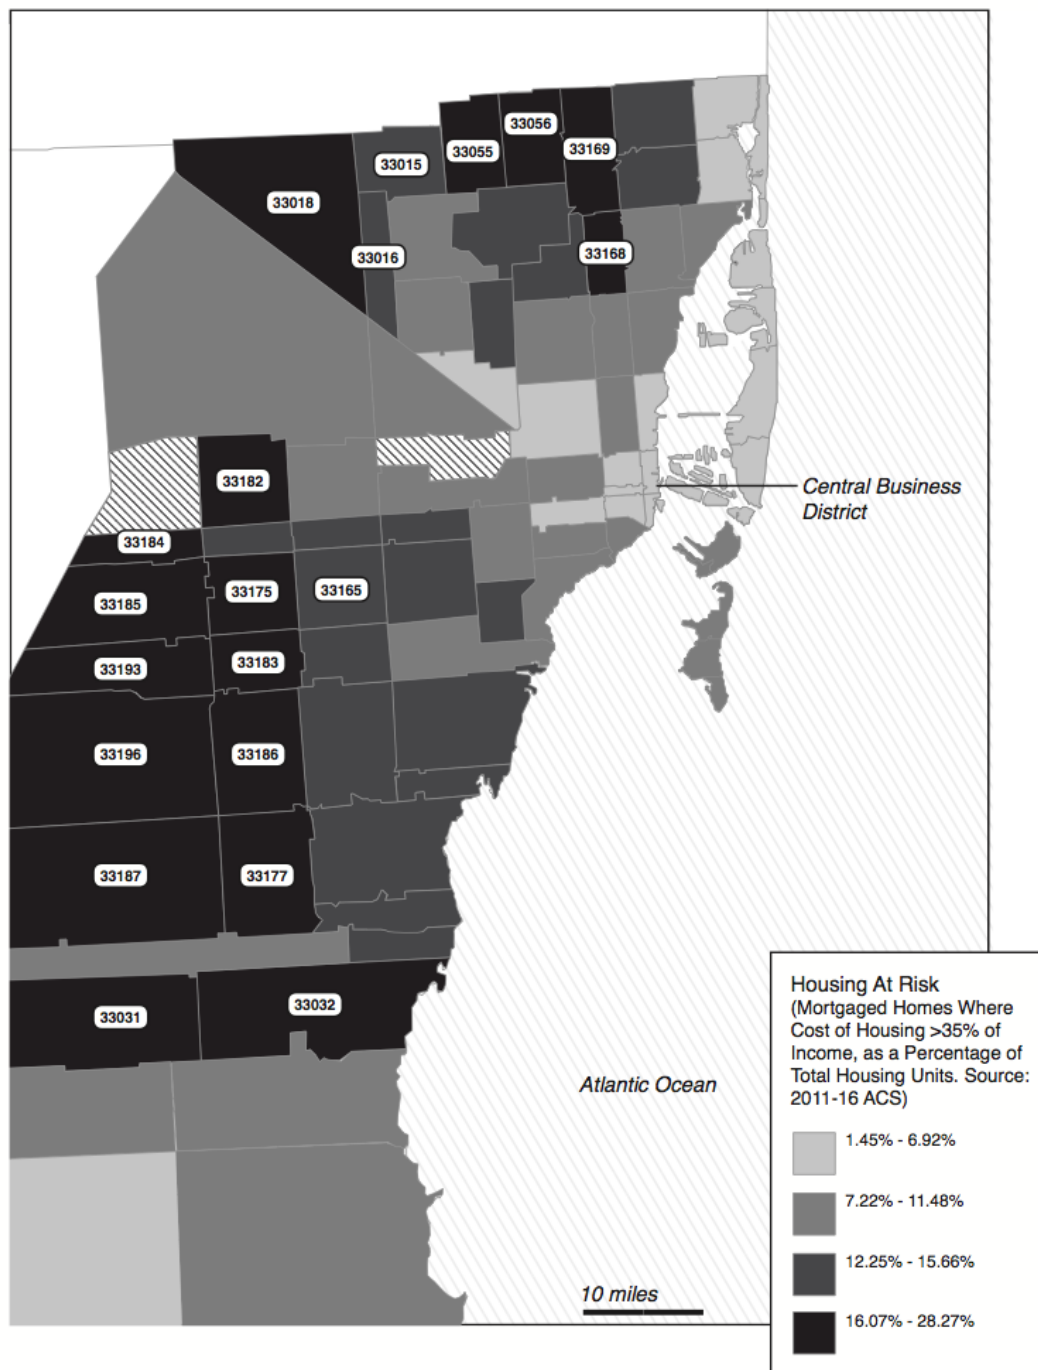 33056
33055
33169
33015
33018
33168
33016
33182
Central Business
District
33184
33175
33165
33185
33183
33193
33196
33186
33187
33177
33032
33031
Housing At Risk
(Mortgaged Homes Where
Cost of Housing >35% of
Income, as a Percentage of
Total Housing Units. Source:
2011-16 ACS)
Atlantic Ocean
1.45% - 6.92%
7.22% - 11.48%
12.25% - 15.66%
10 miles
16.07% - 28.27%